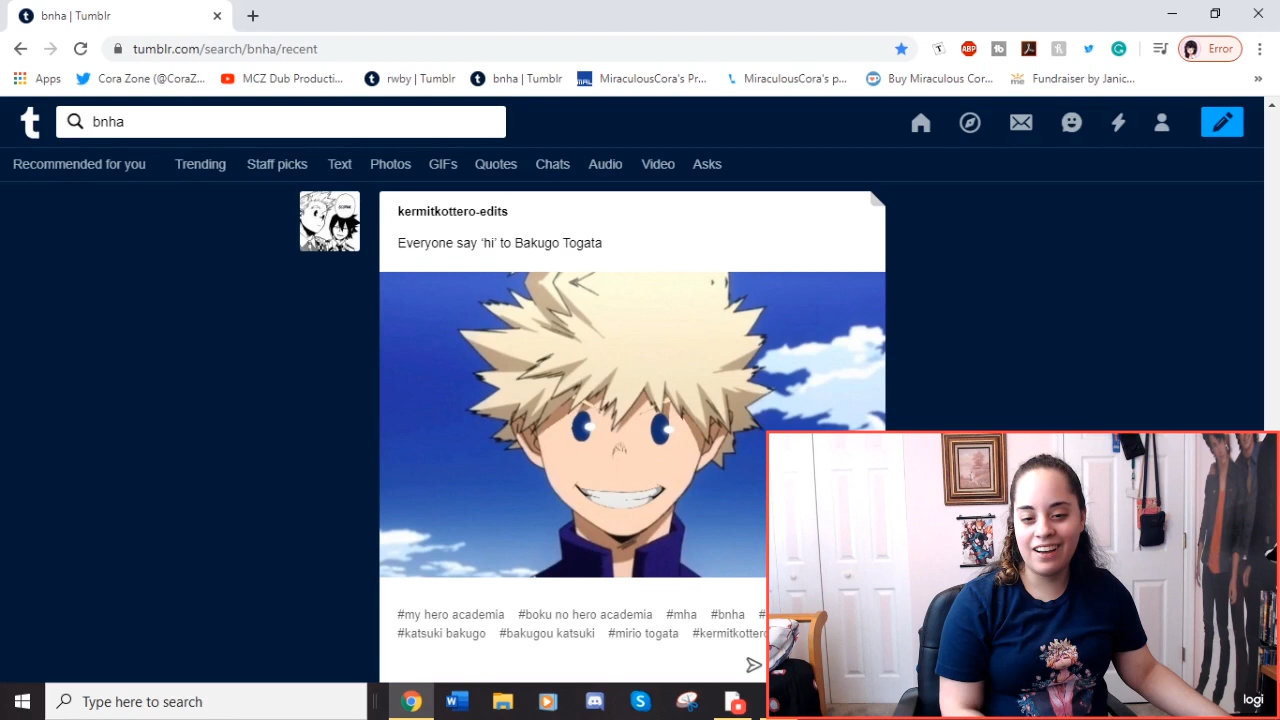 bnha | Tumblr
tumblr.com/search/bnha/recent
ABP
Error
Apps
Cora Zone (@CoraZ...
MCZ Dub Producti...
rwby | Tumblr
bnha | Tumblr
MiraculousCora's Pr...
MiraculousCora's p...
Buy Miraculous Cor...
Fundraiser by Janic...
bnha
Recommended for you Trending Staff picks Text Photos GIFs Quotes Chats Audio Video Asks
kermitkottero-edits
Everyone say ‘hi’ to Bakugo Togata
#my hero academia #boku no hero academia #mha #bnha #
#katsuki bakugo #bakugou katsuki #mirio togata #kermitkottero
Type here to search
logi